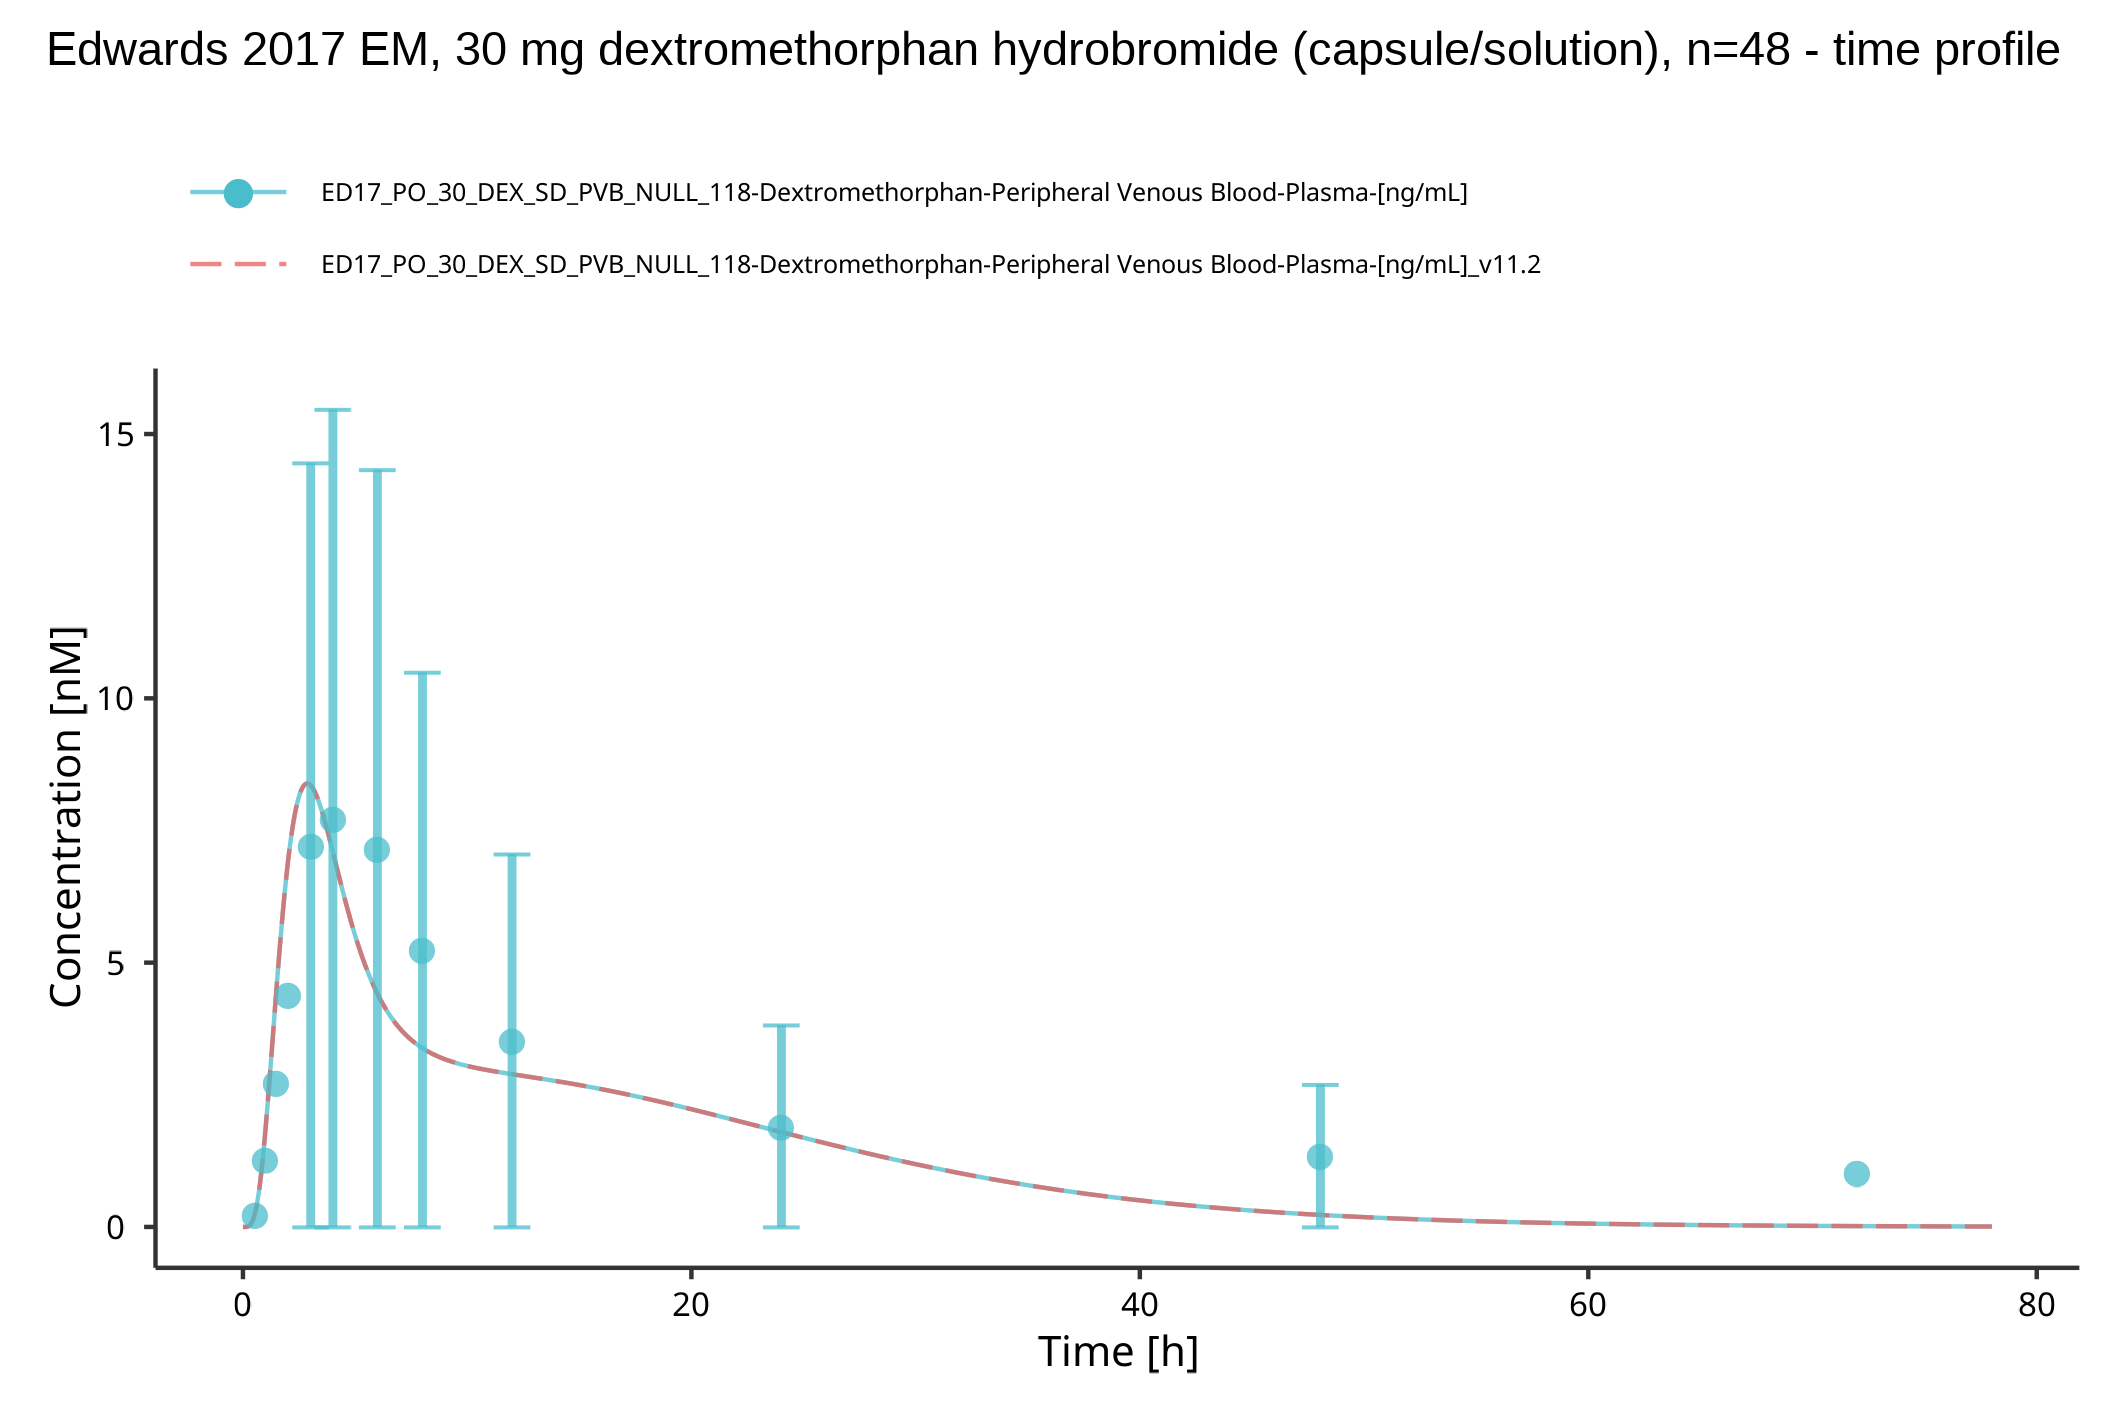 Edwards 2017 EM, 30 mg dextromethorphan hydrobromide (capsule/solution), n=48 - time profile
ED17_PO_30_DEX_SD_PVB_NULL_118-Dextromethorphan-Peripheral Venous Blood-Plasma-[ng/mL]
ED17_PO_30_DEX_SD_PVB_NULL_118-Dextromethorphan-Peripheral Venous Blood-Plasma-[ng/mL]_v11.2
Concentration [nM]
15
10
5
0
0 20 40 60 80
Time [h]